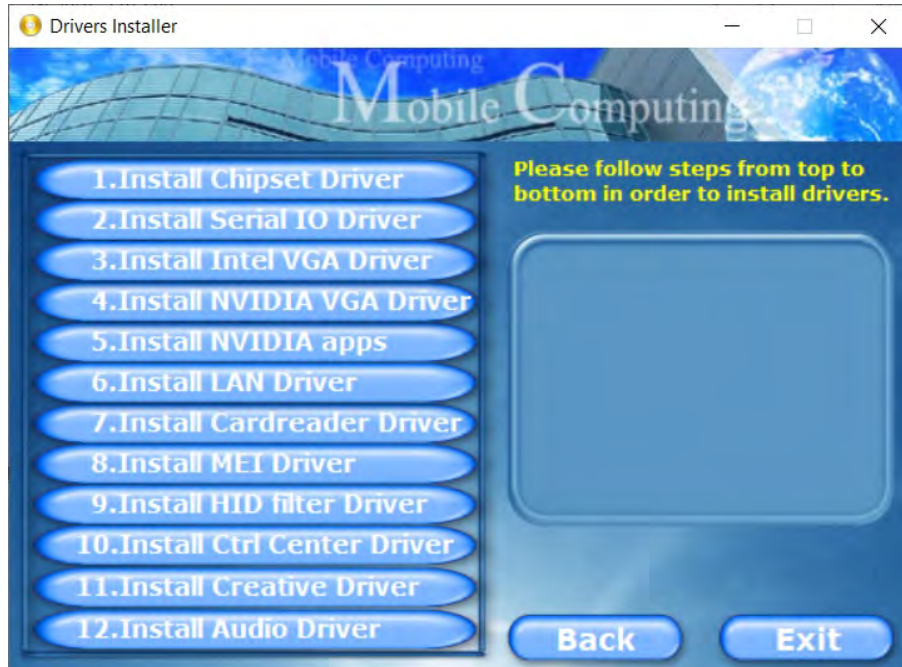 Drivers Installer
Mobile Computing
Mobile Computing
1.Install Chipset Driver
2.Install Serial IO Driver
3.Install Intel VGA Driver
4.Install NVIDIA VGA Driver
5.Install NVIDIA apps
6.Install LAN Driver
7.Install Cardreader Driver
8.Install MEI Driver
9.Install HID filter Driver
10.Install Ctrl Center Driver
11.Install Creative Driver
12.Install Audio Driver
Please follow steps from top to
bottom in order to install drivers.
Back
Exit